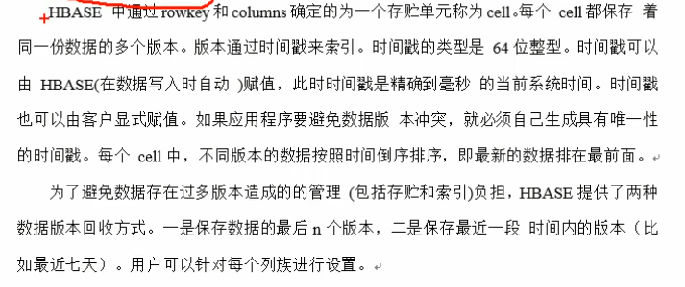 HBASE 中通过 rowkey 和 columns 确定的为一个存贮单元称为 cell。每个 cell 都保存 着
同一份数据的多个版本。版本通过时间戳来索引。时间戳的类型是 64 位整型。时间戳可以
由 HBASE(在数据写入时自动 )赋值，此时时间戳是精确到毫秒 的当前系统时间。时间戳
也可以由客户显式赋值。如果应用程序要避免数据版 本冲突，就必须自己生成具有唯一性
的时间戳。每个 cell 中，不同版本的数据按照时间倒序排序，即最新的数据排在最前面。
为了避免数据存在过多版本造成的的管理 (包括存贮和索引)负担，HBASE 提供了两种
数据版本回收方式。一是保存数据的最后 n 个版本，二是保存最近一段 时间内的版本（比
如最近七天）。用户可以针对每个列族进行设置。